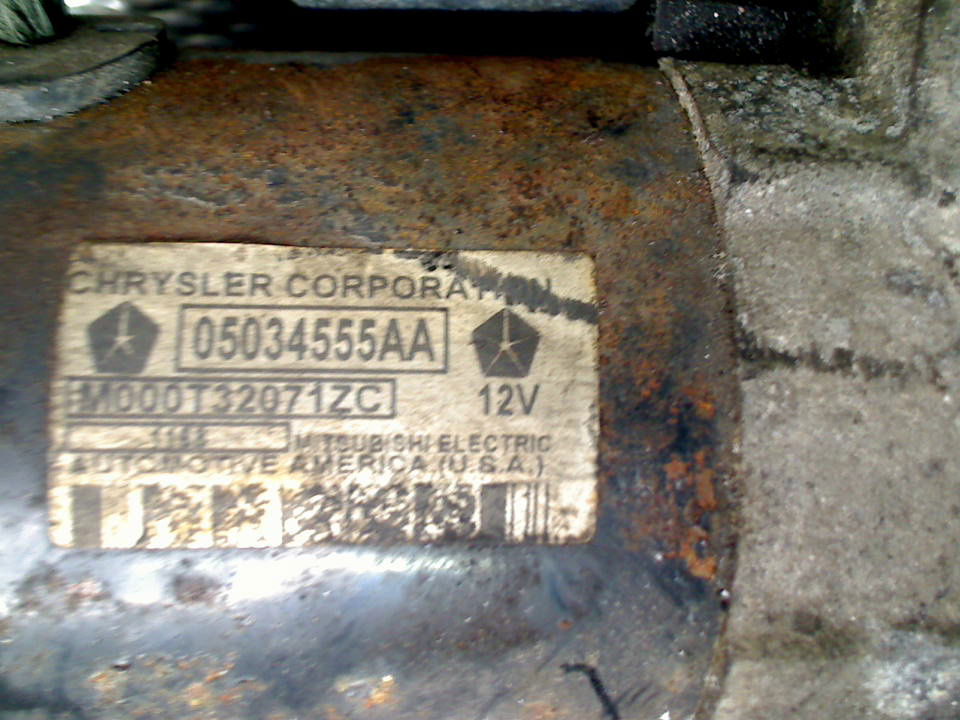 CHRYSLER CORPORATION
05034555AA
M000T32071ZC
12V
MITSUBISHI ELECTRIC
AUTOMOTIVE AMERICA (U.S.A.)